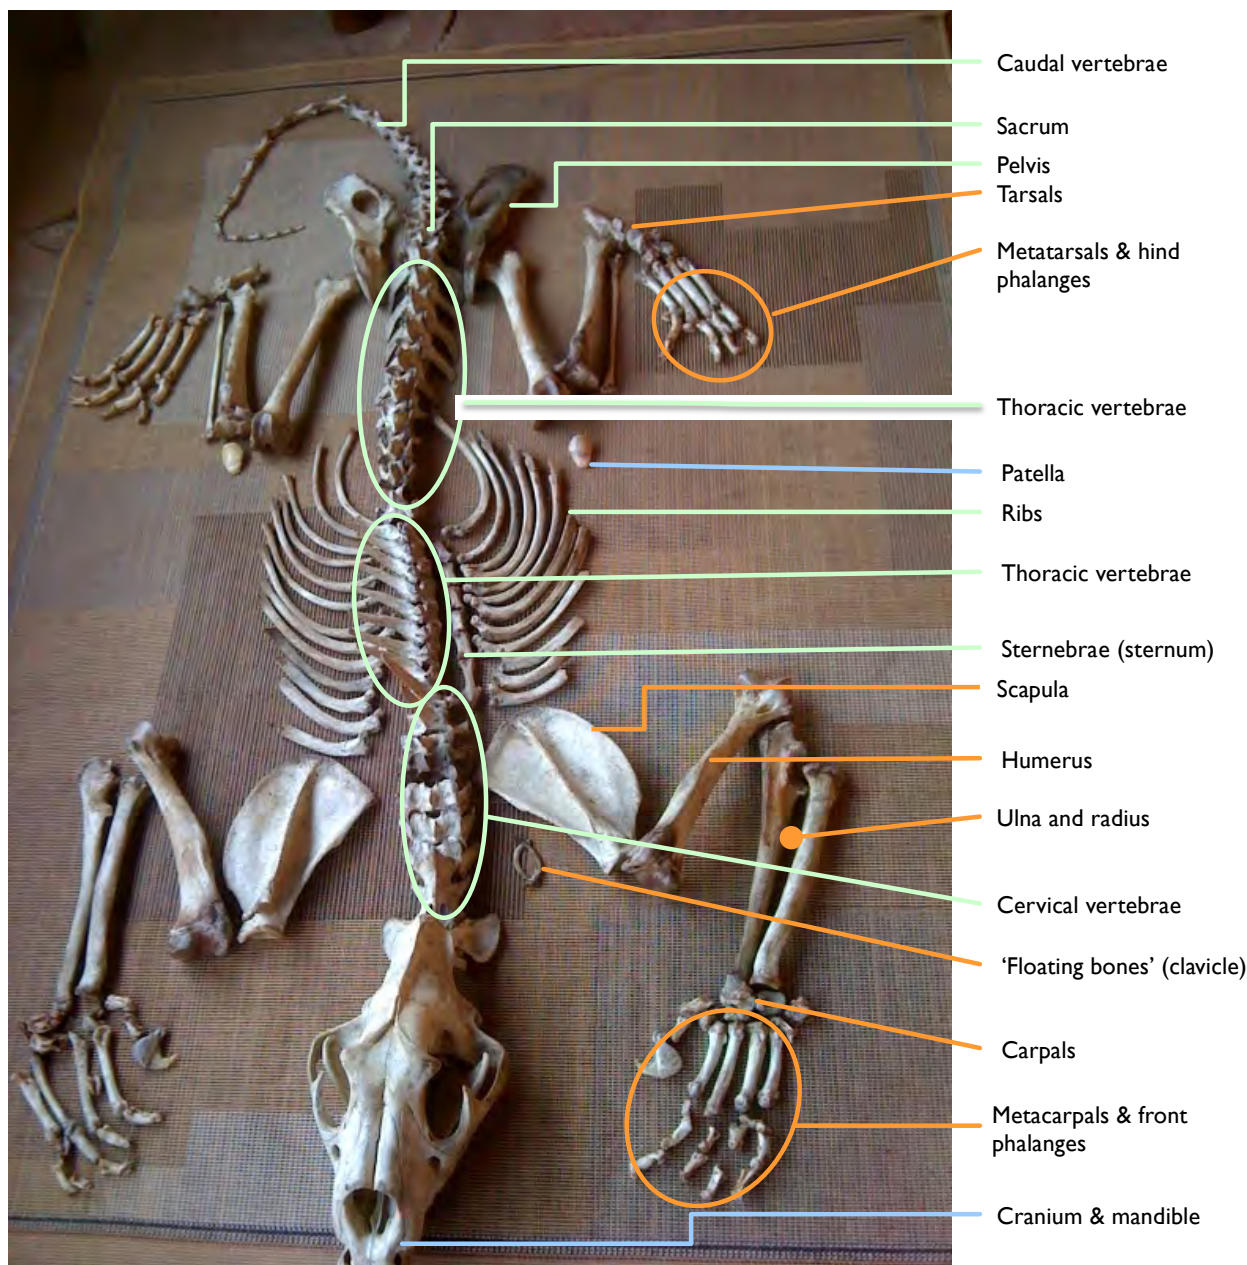 Caudal vertebrae
Sacrum
Pelvis
Tarsals
Metatarsals & hind
phalanges
Thoracic vertebrae
Patella
Ribs
Thoracic vertebrae
Sternebrae (sternum)
Scapula
Humerus
Ulna and radius
Cervical vertebrae
‘Floating bones’ (clavicle)
Carpals
Metacarpals & front
phalanges
Cranium & mandible